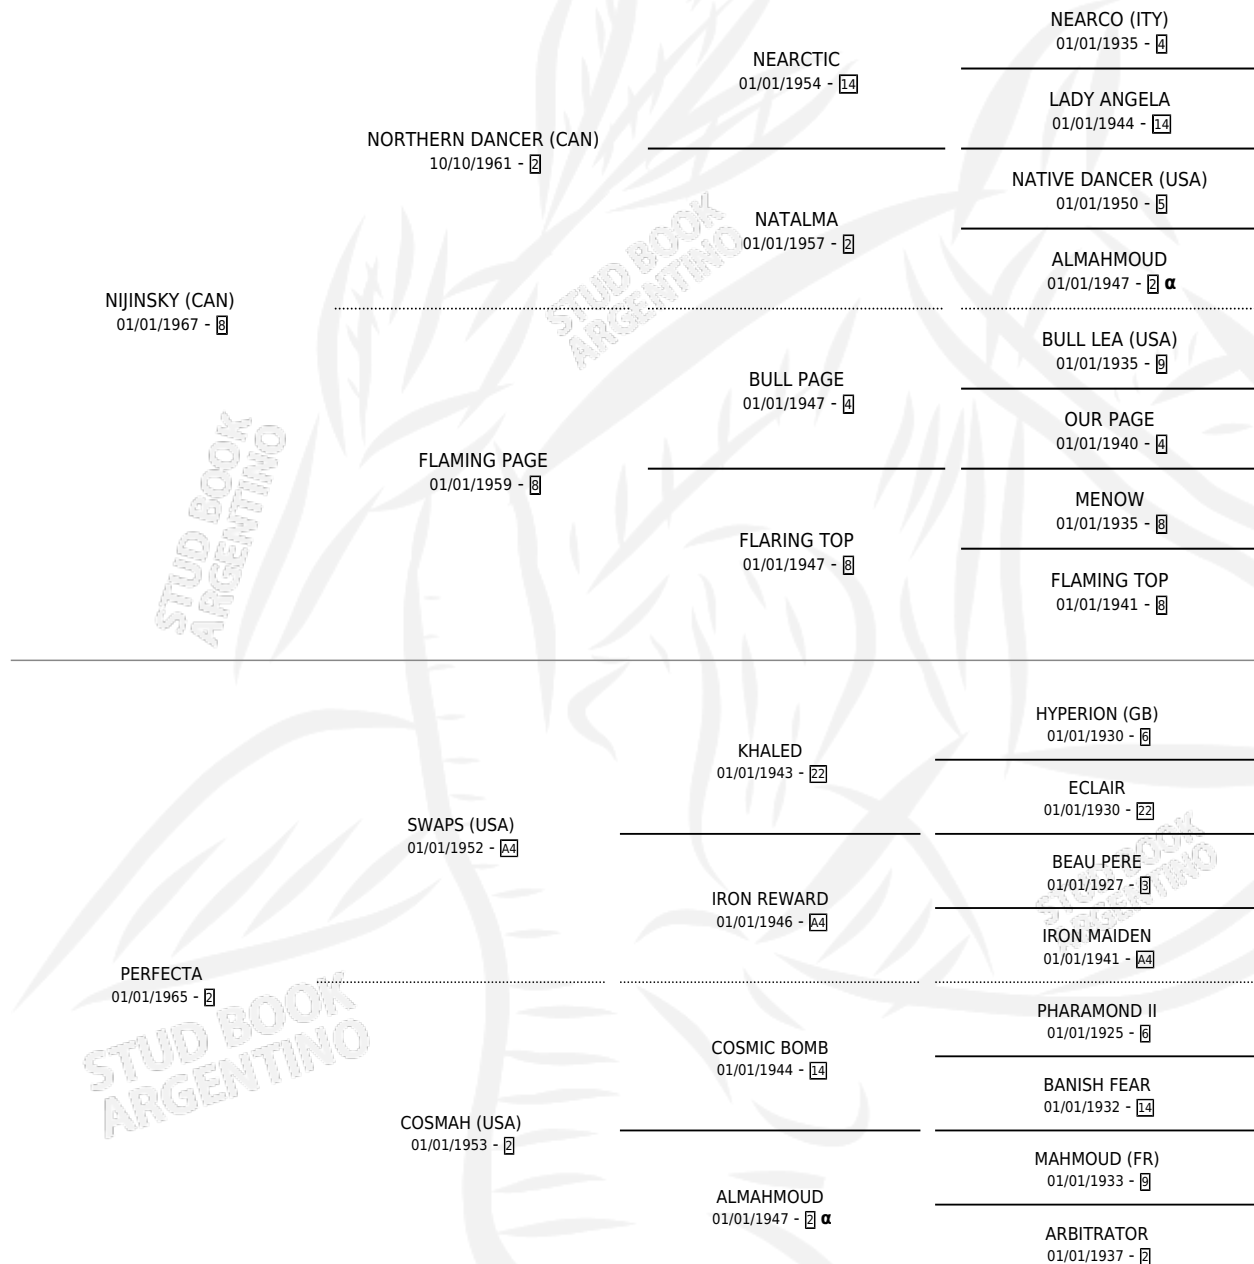 NEARCO (ITY)
01/01/1935 - 4
NEARCTIC
01/01/1954 - 14
LADY ANGELA
01/01/1944 - 14
NORTHERN DANCER (CAN)
10/10/1961 - 2
NATIVE DANCER (USA)
01/01/1950 - 5
NATALMA
01/01/1957 - 2
ALMAHMOUD
01/01/1947 - 2 α
STUD BOOK
ARGENTINO
NIJINSKY (CAN)
01/01/1967 - 8
BULL LEA (USA)
01/01/1935 - 9
BULL PAGE
01/01/1947 - 4
OUR PAGE
01/01/1940 - 4
FLAMING PAGE
01/01/1959 - 8
MENOW
01/01/1935 - 8
FLARING TOP
01/01/1947 - 8
FLAMING TOP
01/01/1941 - 8
STUD BOOK
ARGENTINO
HYPERION (GB)
01/01/1930 - 6
KHALED
01/01/1943 - 22
ECLAIR
01/01/1930 - 22
SWAPS (USA)
01/01/1952 - A4
BEAU PERE
01/01/1927 - 3
IRON REWARD
01/01/1946 - A4
IRON MAIDEN
01/01/1941 - A4
STUD BOOK
ARGENTINO
PERFECTA
01/01/1965 - 2
PHARAMOND II
01/01/1925 - 6
COSMIC BOMB
01/01/1944 - 14
BANISH FEAR
01/01/1932 - 14
STUD BOOK
ARGENTINO
COSMAH (USA)
01/01/1953 - 2
MAHMOUD (FR)
01/01/1933 - 9
ALMAHMOUD
01/01/1947 - 2 α
ARBITRATOR
01/01/1937 - 2